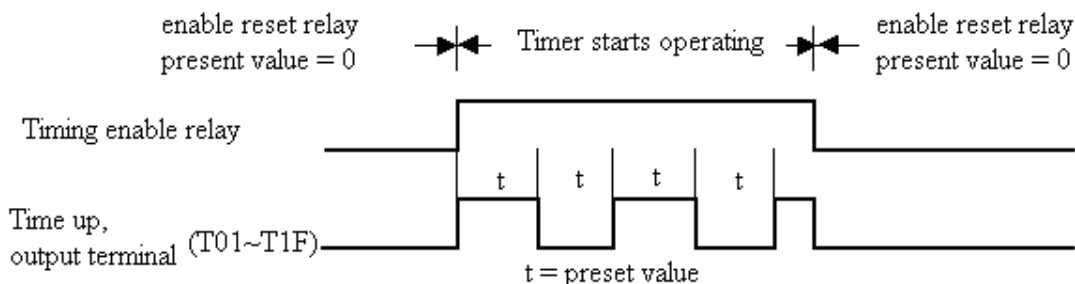 enable reset relay
present value = 0
Timer starts operating
enable reset relay
present value = 0
Timing enable relay
t t t t
Time up,
output terminal (T01~T1F)
t = preset value